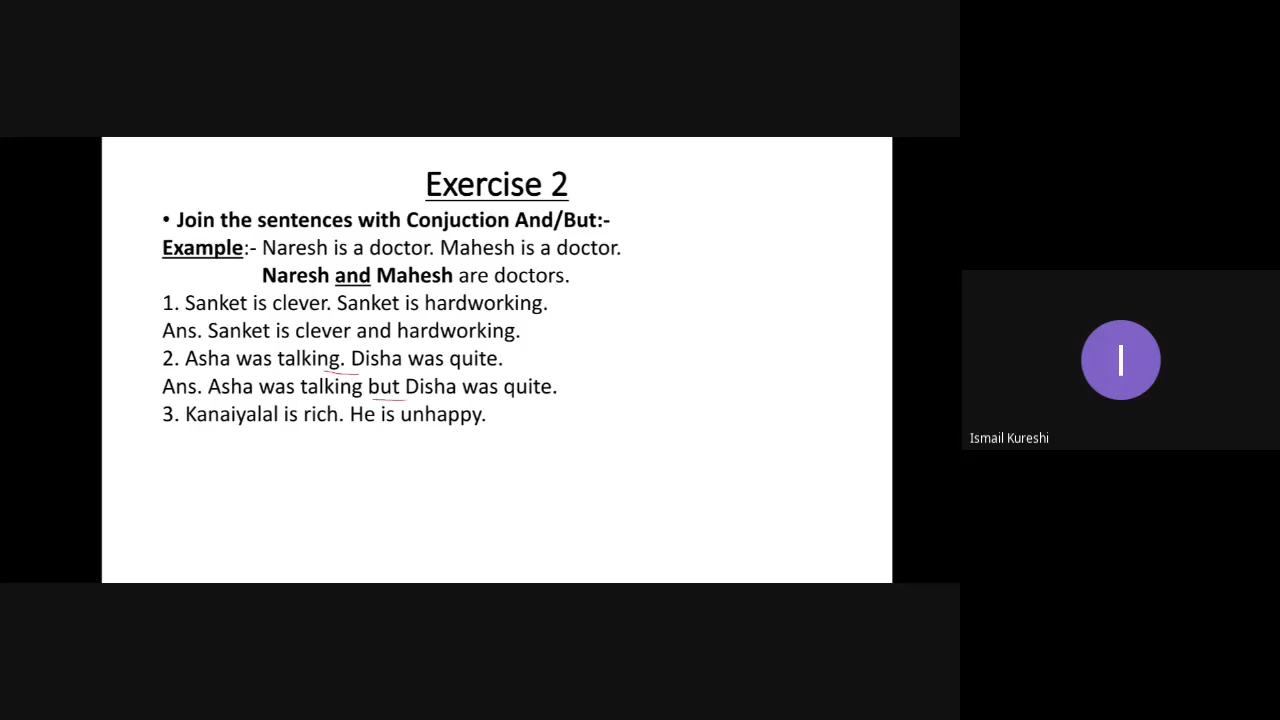 Exercise 2
• Join the sentences with Conjuction And/But:-
Example:- Naresh is a doctor. Mahesh is a doctor.
Naresh and Mahesh are doctors.
1. Sanket is clever. Sanket is hardworking.
Ans. Sanket is clever and hardworking.
2. Asha was talking. Disha was quite.
Ans. Asha was talking but Disha was quite.
3. Kanaiyalal is rich. He is unhappy.
I
Ismail Kureshi